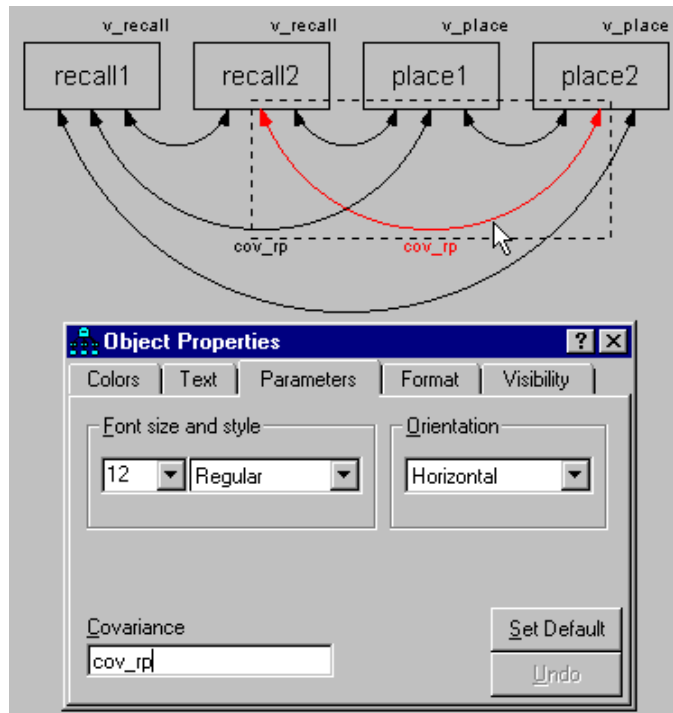 v_recall v_recall v_place v_place
recall1 recall2 place1 place2
cov_rp cov_rp
Object Properties
Colors Text Parameters Format Visibility
Font size and style Orientation
12 Regular Horizontal
Covariance Set Default
cov_rp
Undo